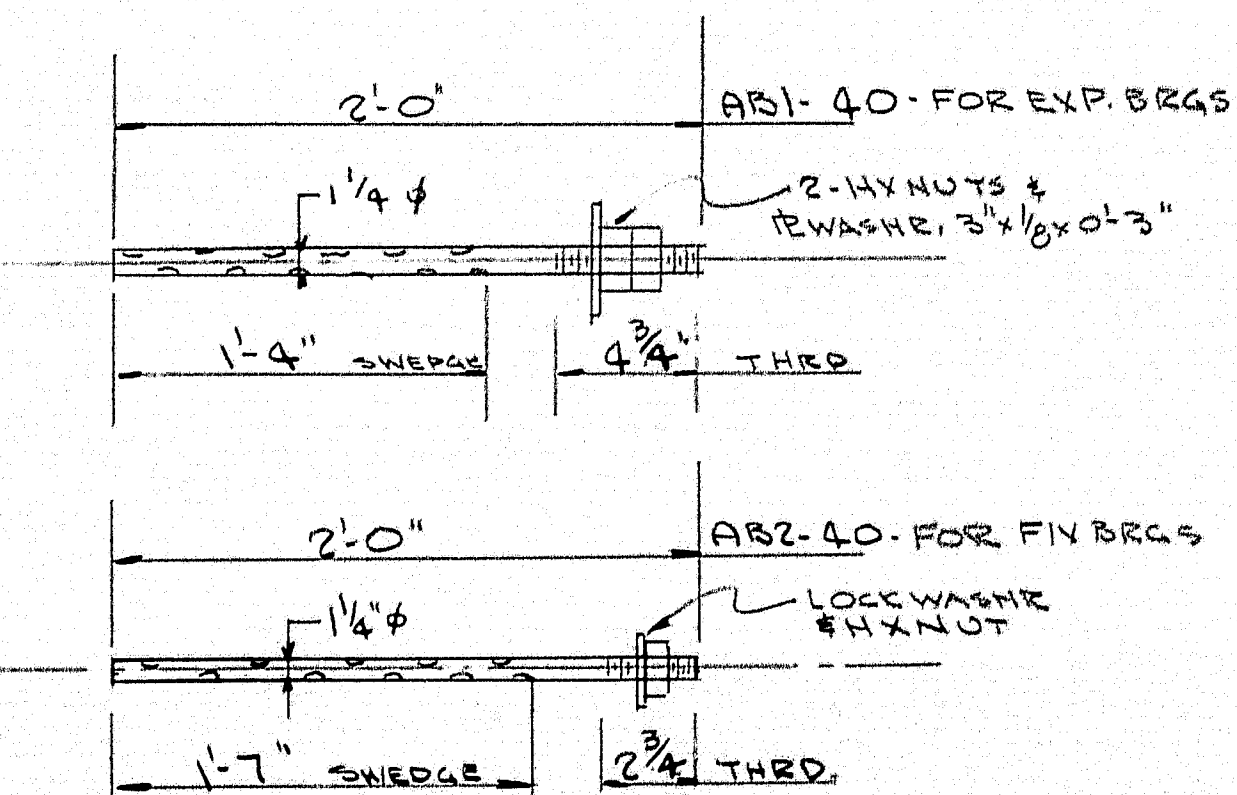 2'-0"
AB1-40-FOR EXP. BRGS
1 1/4 φ
2-HX NUTS &
PL WASHR, 3"x1/8x0'-3"
1'-4" SWEDGE
4 3/4" THRD
2'-0"
AB2-40-FOR FIX BRGS
1 1/4" φ
LOCK WASHR
& HX NUT
1'-7" SWEDGE
2 3/4 THRD.